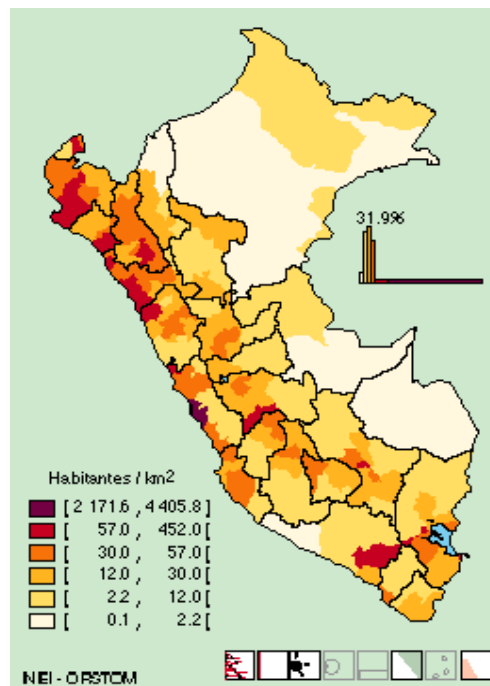 31.9%
Habitantes / km2
[ 2 171.6 , 4 405.8 [
[ 57.0 , 452.0 [
[ 30.0 , 57.0 [
[ 12.0 , 30.0 [
[ 2.2 , 12.0 [
[ 0.1 , 2.2 [
INEI - ORSTOM